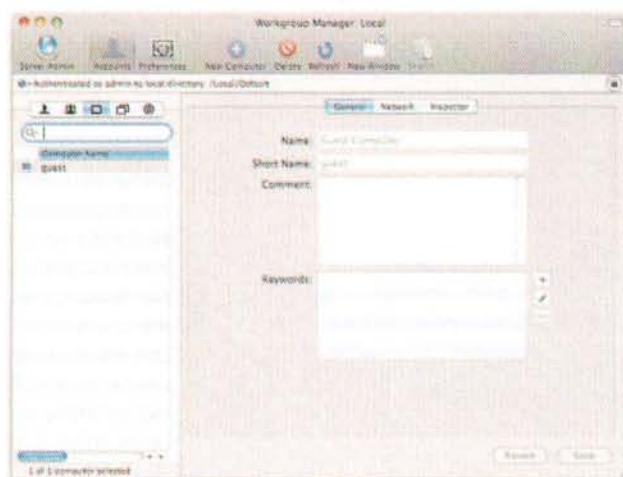 Workgroup Manager: Local
Server Admin Accounts Preferences New Computer Delete Refresh New Window
Authenticated as admin to local directory: /Local/Default
General Network Inspector
Name: Guest Computer
Short Name: guest
Comment:
Keywords:
Computer Name
guest
Revert Save
1 of 1 computer selected